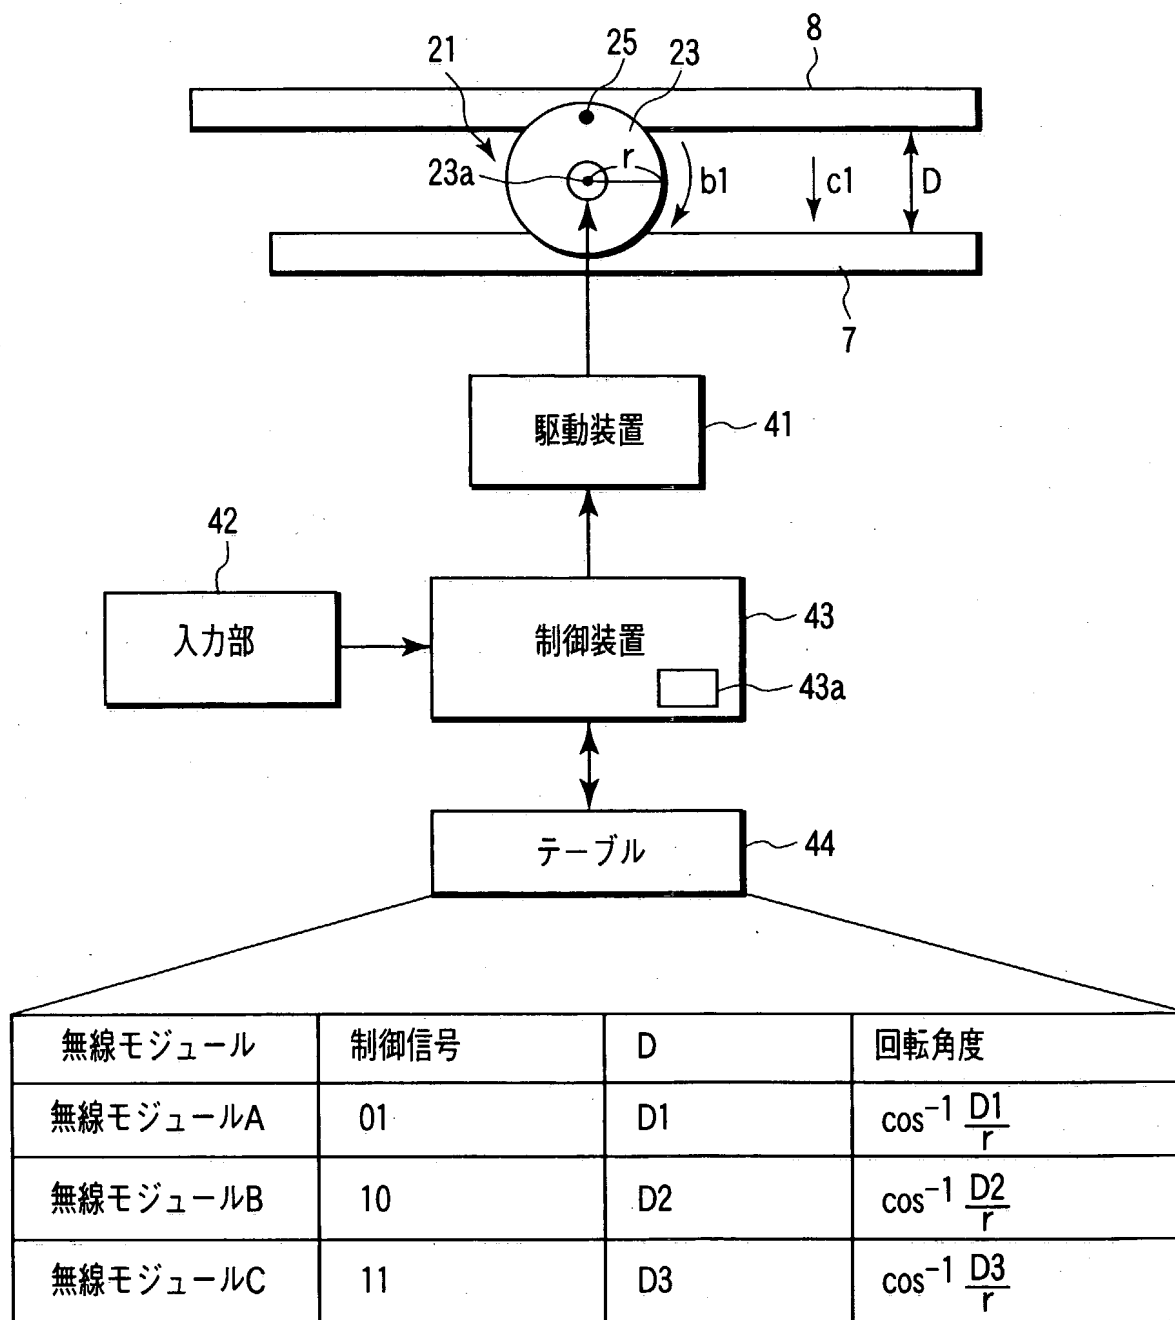 8
25
23
21
23a
r
b1
c1
D
7
駆動装置
41
42
入力部
制御装置
43
43a
テーブル
44
無線モジュール 制御信号 D 回転角度
無線モジュールA 01 D1 cos⁻¹ D1/r
無線モジュールB 10 D2 cos⁻¹ D2/r
無線モジュールC 11 D3 cos⁻¹ D3/r